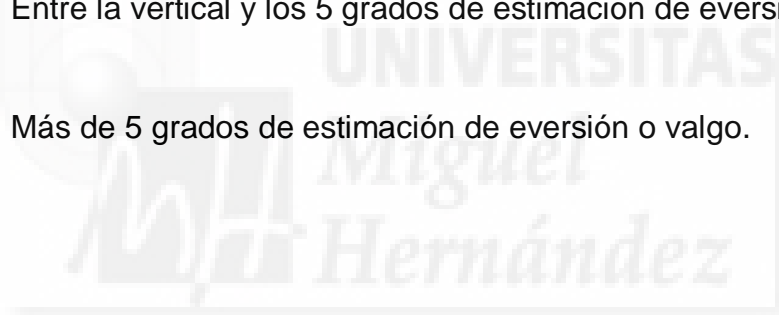 Entre la vertical y los 5 grados de estimación de eversi
UNIVERSITAS
Más de 5 grados de estimación de eversión o valgo.
Miguel
Hernández